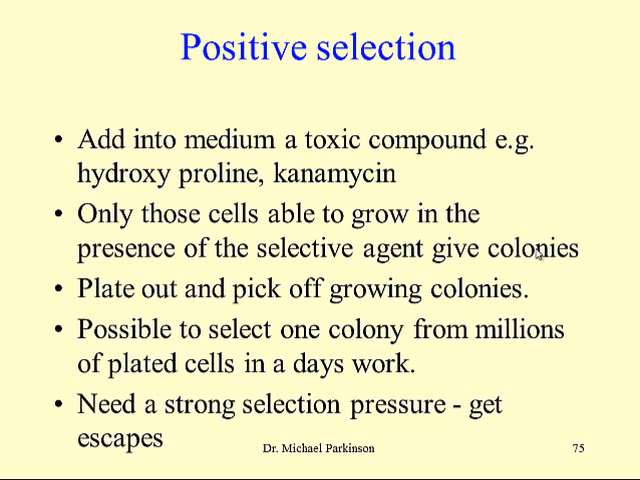 Positive selection
• Add into medium a toxic compound e.g.
hydroxy proline, kanamycin
• Only those cells able to grow in the
presence of the selective agent give colonies
• Plate out and pick off growing colonies.
• Possible to select one colony from millions
of plated cells in a days work.
• Need a strong selection pressure - get
escapes
Dr. Michael Parkinson
75